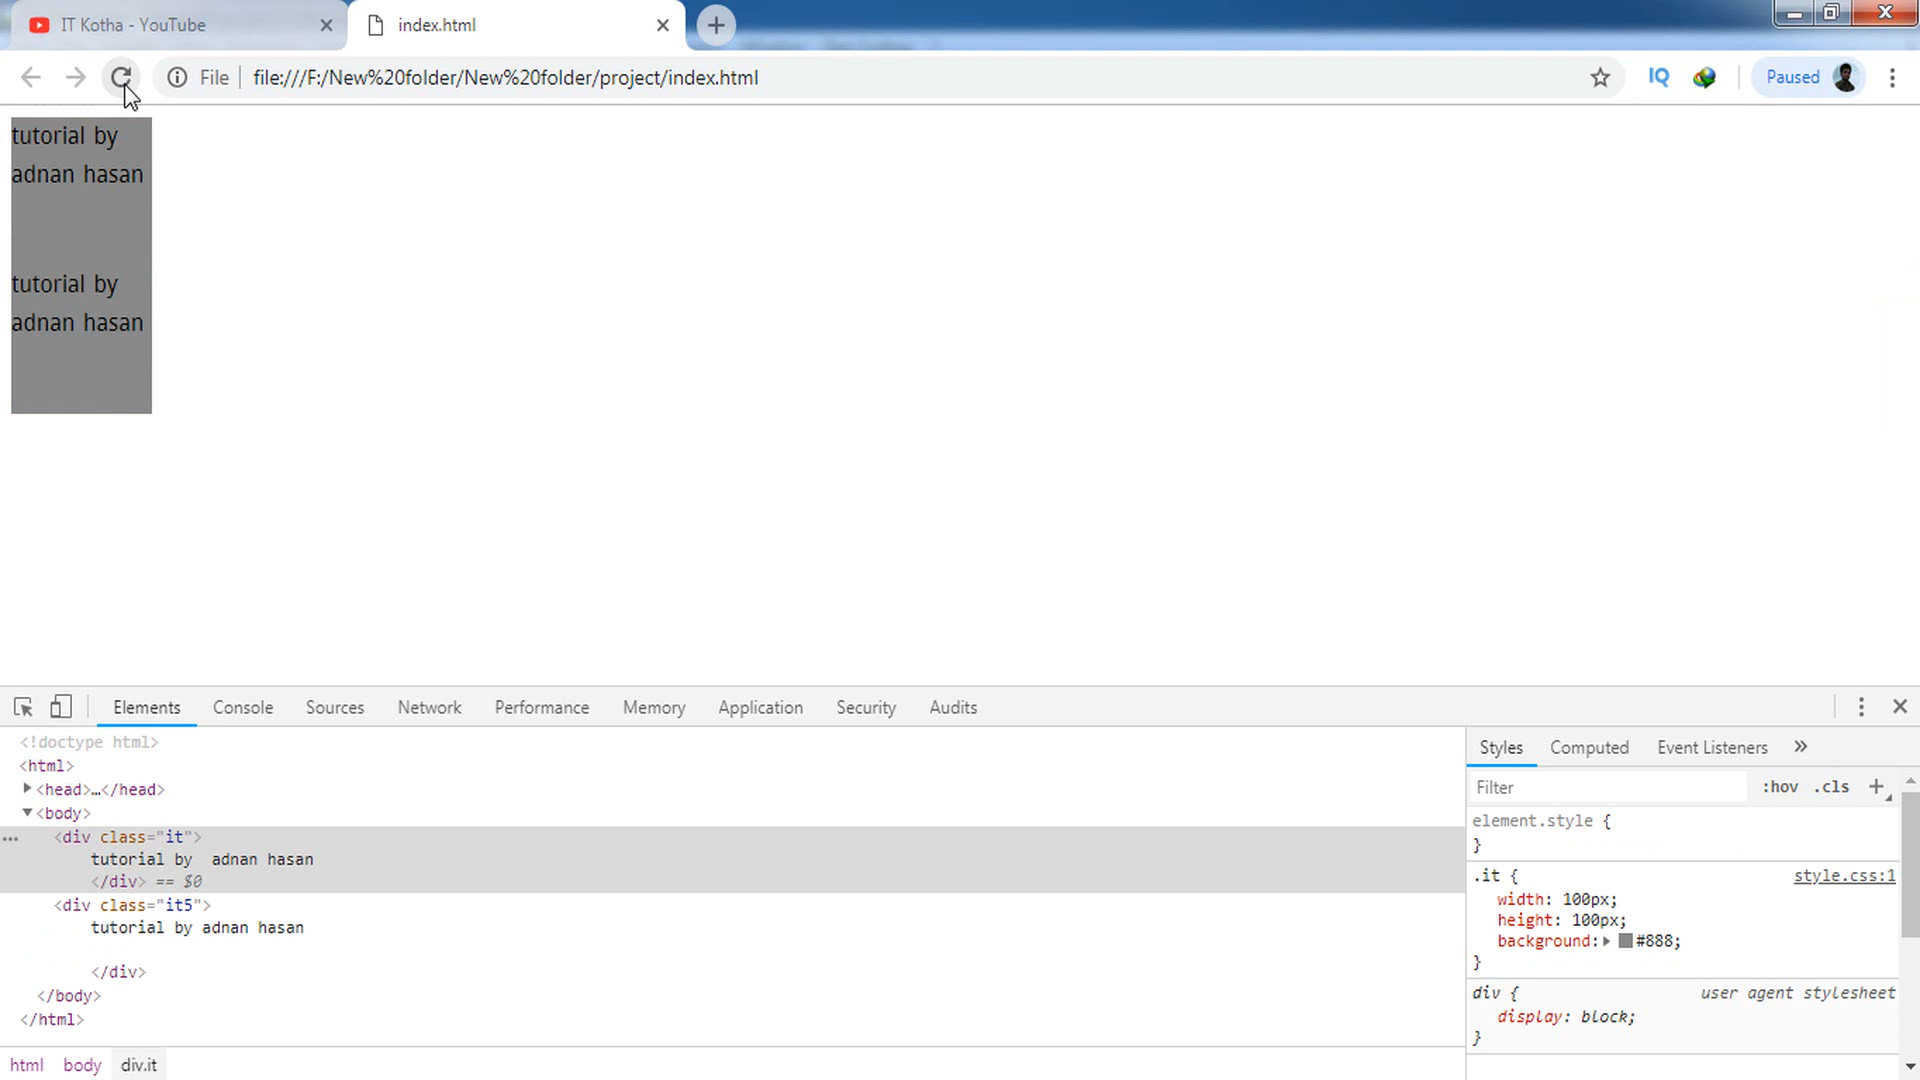 IT Kotha - YouTube
index.html
File
file:///F:/New%20folder/New%20folder/project/index.html
IQ
Paused
tutorial by
adnan hasan
tutorial by
adnan hasan
Elements Console Sources Network Performance Memory Application Security Audits
<!doctype html>
<html>
<head>…</head>
<body>
<div class="it">
tutorial by  adnan hasan
</div> == $0
<div class="it5">
tutorial by adnan hasan
</div>
</body>
</html>
html body div.it
Styles Computed Event Listeners »
Filter :hov .cls +
element.style {
}
.it { style.css:1
width: 100px;
height: 100px;
background: #888;
}
div { user agent stylesheet
display: block;
}